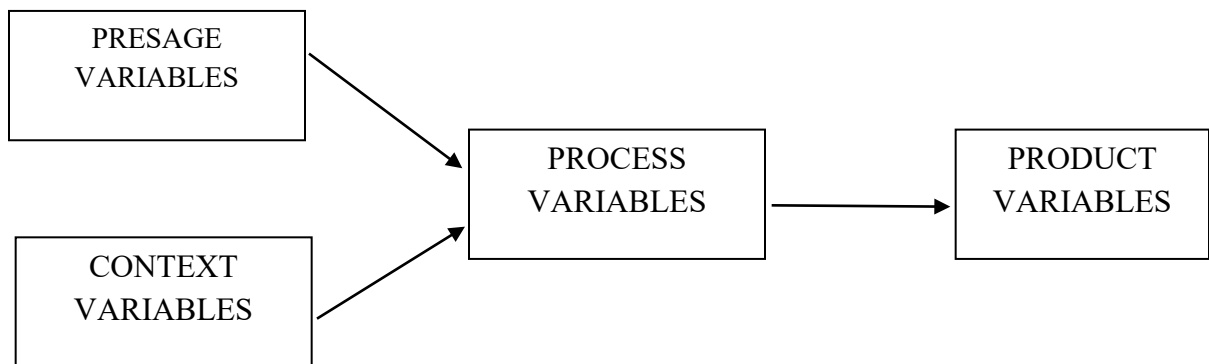 PRESAGE
VARIABLES
CONTEXT
VARIABLES
PROCESS
VARIABLES
PRODUCT
VARIABLES